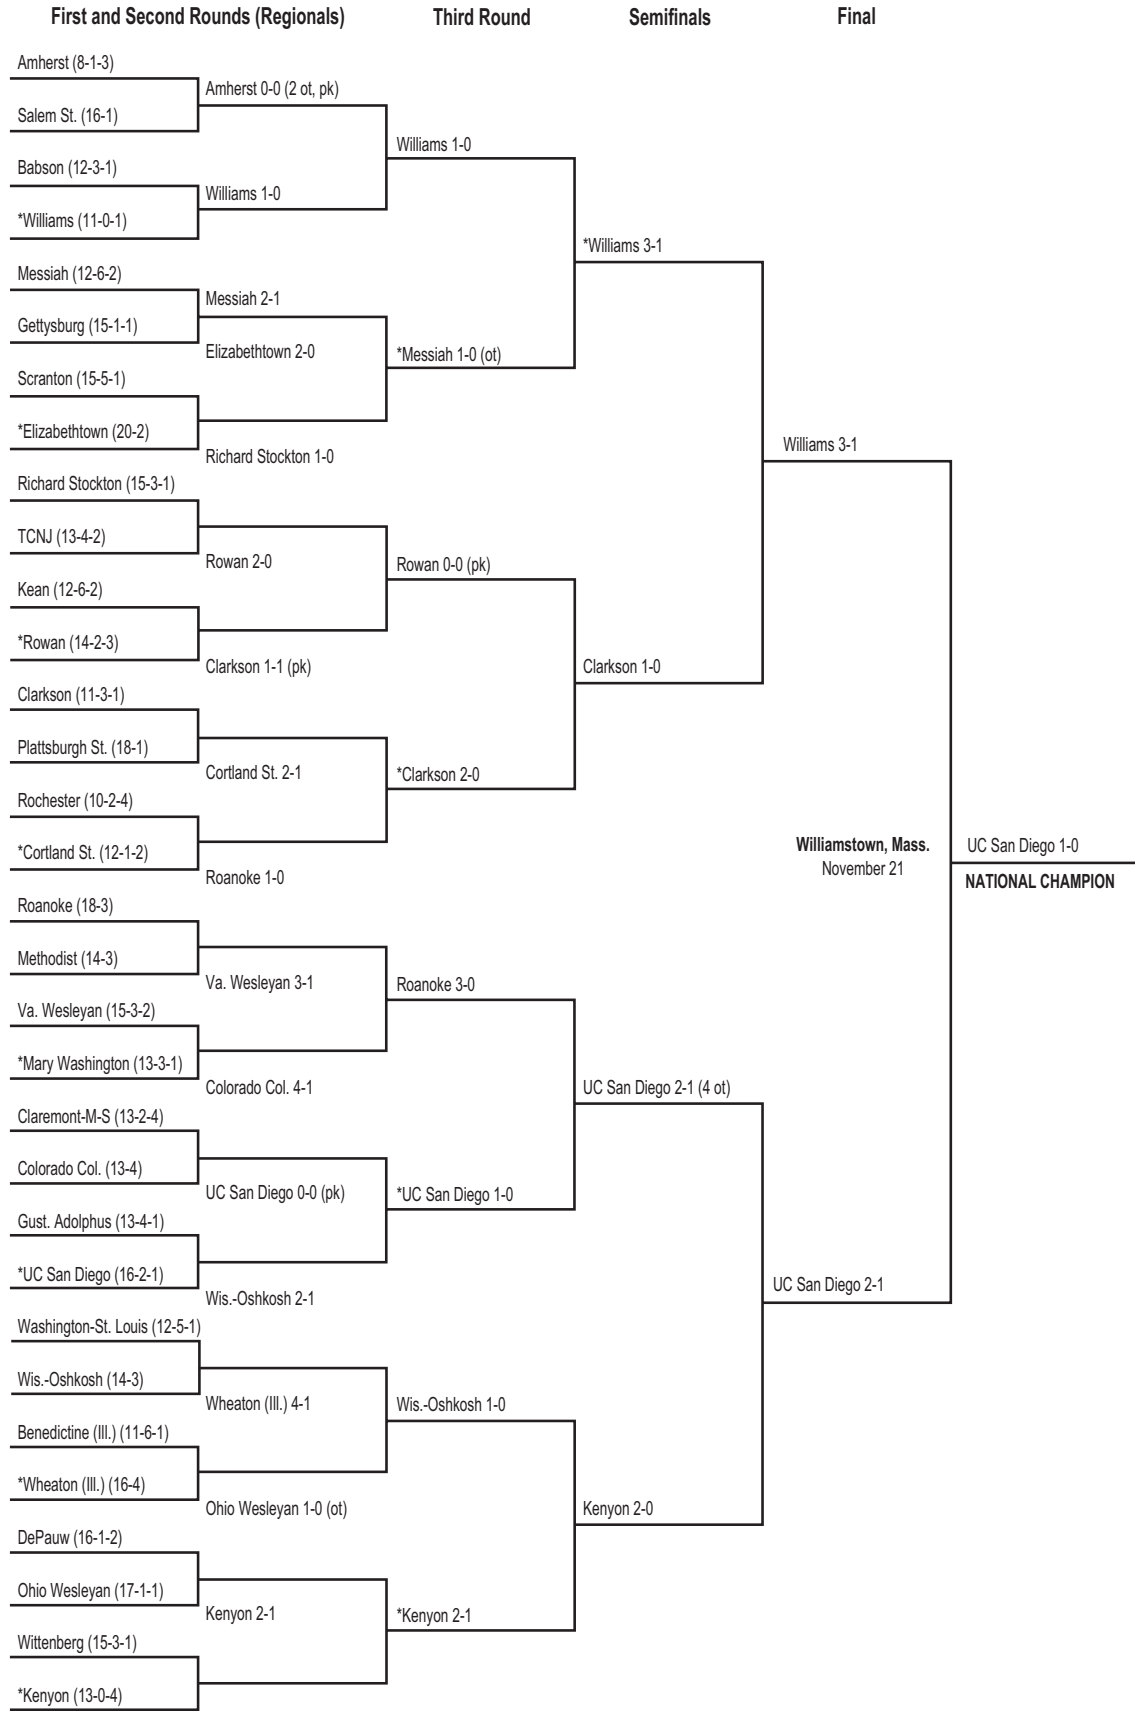 First and Second Rounds (Regionals)
Third Round
Semifinals
Final
Amherst (8-1-3)
Salem St. (16-1)
Babson (12-3-1)
*Williams (11-0-1)
Messiah (12-6-2)
Gettysburg (15-1-1)
Scranton (15-5-1)
*Elizabethtown (20-2)
Richard Stockton (15-3-1)
TCNJ (13-4-2)
Kean (12-6-2)
*Rowan (14-2-3)
Clarkson (11-3-1)
Plattsburgh St. (18-1)
Rochester (10-2-4)
*Cortland St. (12-1-2)
Roanoke (18-3)
Methodist (14-3)
Va. Wesleyan (15-3-2)
*Mary Washington (13-3-1)
Claremont-M-S (13-2-4)
Colorado Col. (13-4)
Gust. Adolphus (13-4-1)
*UC San Diego (16-2-1)
Washington-St. Louis (12-5-1)
Wis.-Oshkosh (14-3)
Benedictine (Ill.) (11-6-1)
*Wheaton (Ill.) (16-4)
DePauw (16-1-2)
Ohio Wesleyan (17-1-1)
Wittenberg (15-3-1)
*Kenyon (13-0-4)
Amherst 0-0 (2 ot, pk)
Williams 1-0
Messiah 2-1
Elizabethtown 2-0
Richard Stockton 1-0
Rowan 2-0
Clarkson 1-1 (pk)
Cortland St. 2-1
Roanoke 1-0
Va. Wesleyan 3-1
Colorado Col. 4-1
UC San Diego 0-0 (pk)
Wis.-Oshkosh 2-1
Wheaton (Ill.) 4-1
Ohio Wesleyan 1-0 (ot)
Kenyon 2-1
Williams 1-0
*Messiah 1-0 (ot)
Rowan 0-0 (pk)
*Clarkson 2-0
Roanoke 3-0
*UC San Diego 1-0
Wis.-Oshkosh 1-0
*Kenyon 2-1
*Williams 3-1
Clarkson 1-0
UC San Diego 2-1 (4 ot)
Kenyon 2-0
Williams 3-1
UC San Diego 2-1
Williamstown, Mass.
November 21
UC San Diego 1-0
NATIONAL CHAMPION